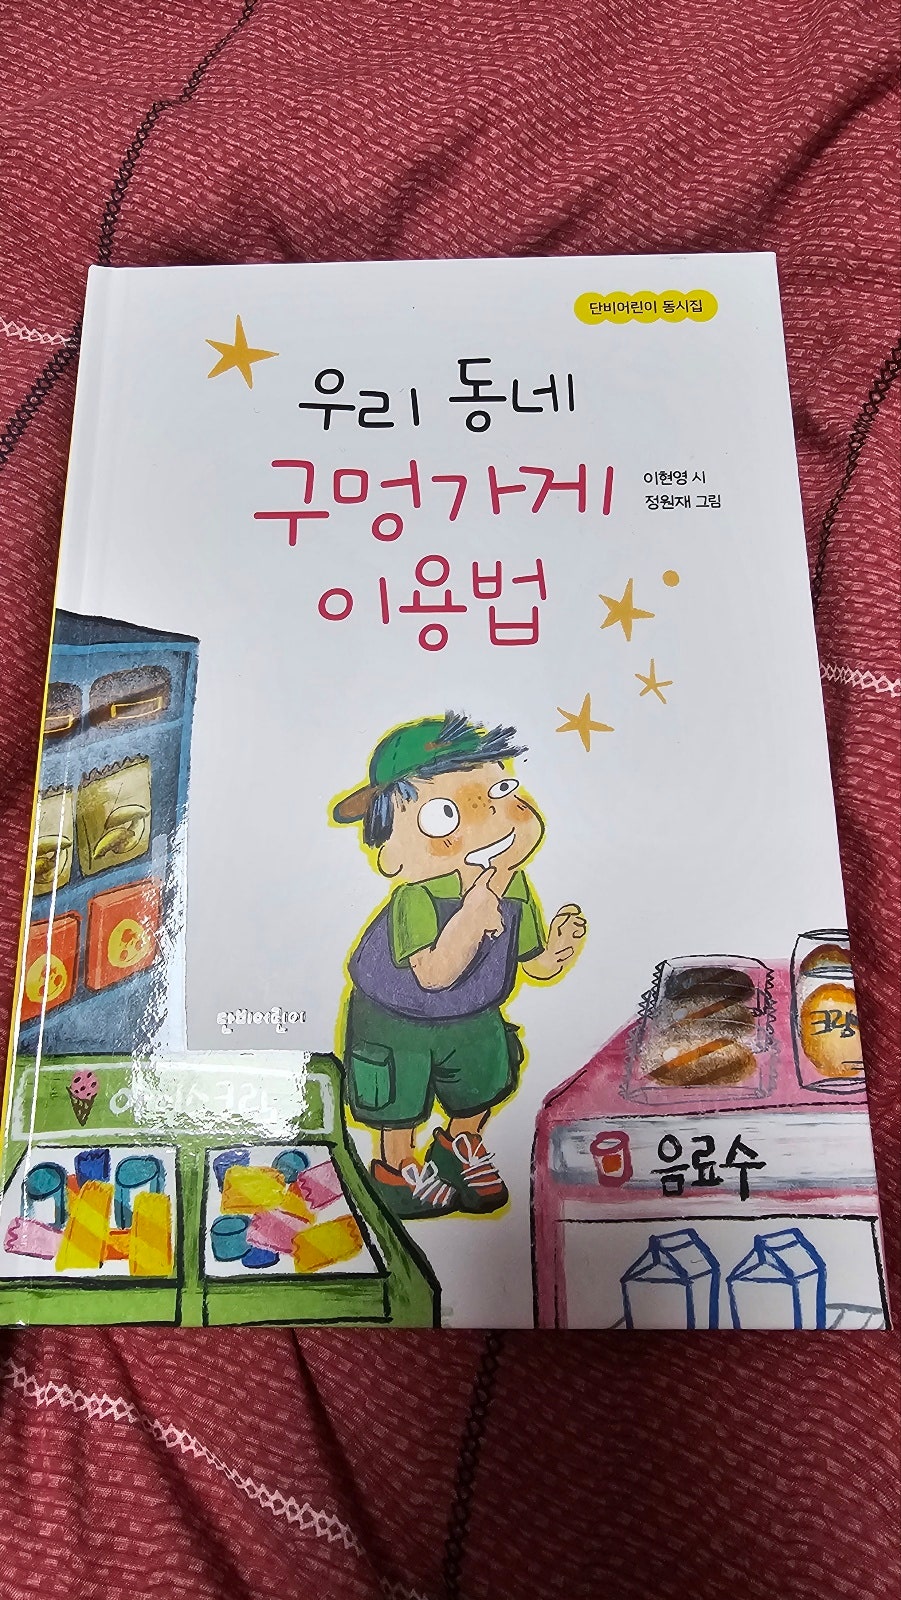 단비어린이 동시집
우리 동네
구멍가게
이용법
이현영 시
정원재 그림
단비어린이
아이스크림
음료수
크림